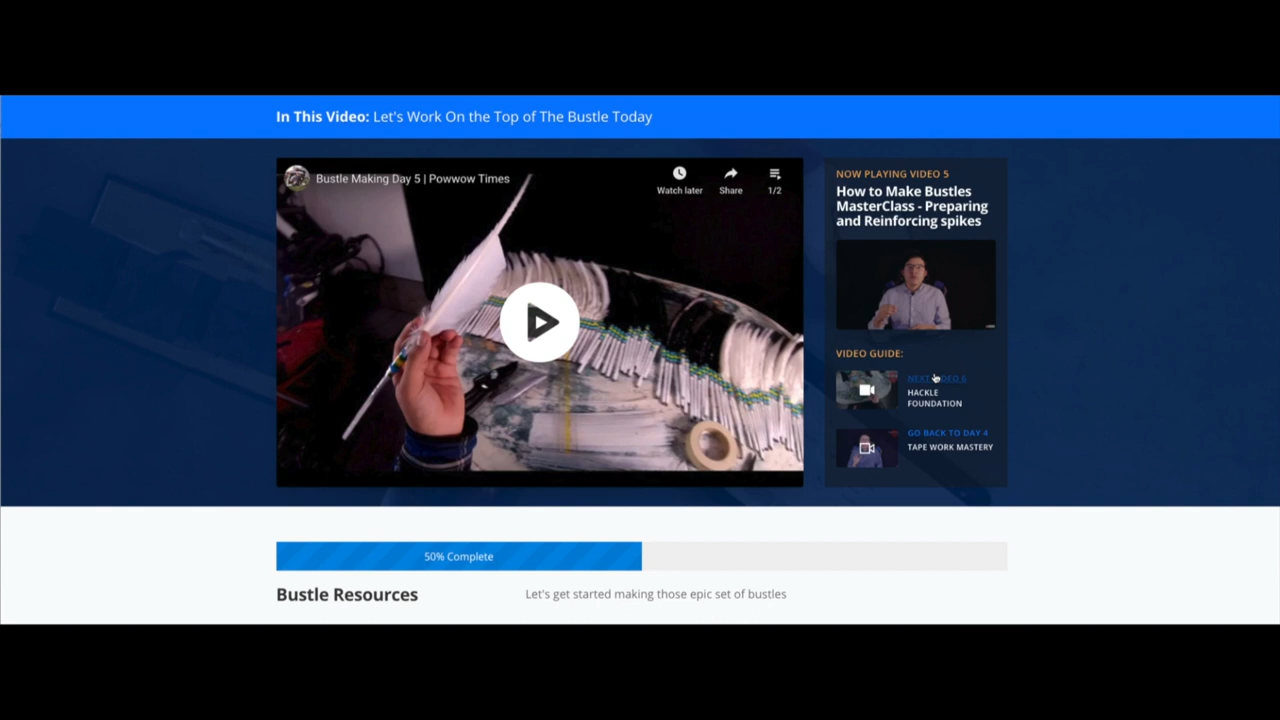 In This Video: Let's Work On the Top of The Bustle Today
Bustle Making Day 5 | Powwow Times
Watch later
Share
1/2
NOW PLAYING VIDEO 5
How to Make Bustles
MasterClass - Preparing
and Reinforcing spikes
VIDEO GUIDE:
NEXT VIDEO 6
HACKLE
FOUNDATION
GO BACK TO DAY 4
TAPE WORK MASTERY
50% Complete
Bustle Resources
Let's get started making those epic set of bustles